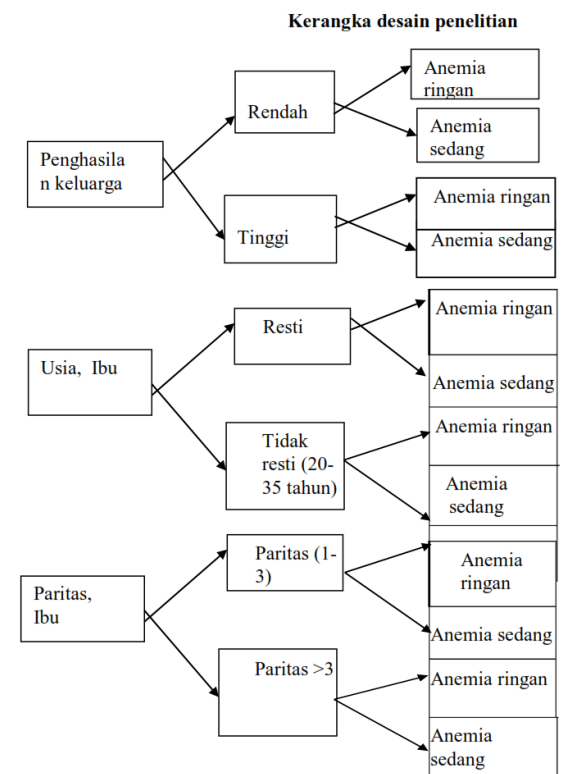 Kerangka desain penelitian
Penghasila
n keluarga
Rendah
Anemia
ringan
Anemia
sedang
Tinggi
Anemia ringan
Anemia sedang
Usia, Ibu
Resti
Anemia ringan
Anemia sedang
Tidak
resti (20-
35 tahun)
Anemia ringan
Anemia
sedang
Paritas,
Ibu
Paritas (1-
3)
Anemia
ringan
Anemia sedang
Paritas >3
Anemia ringan
Anemia
sedang